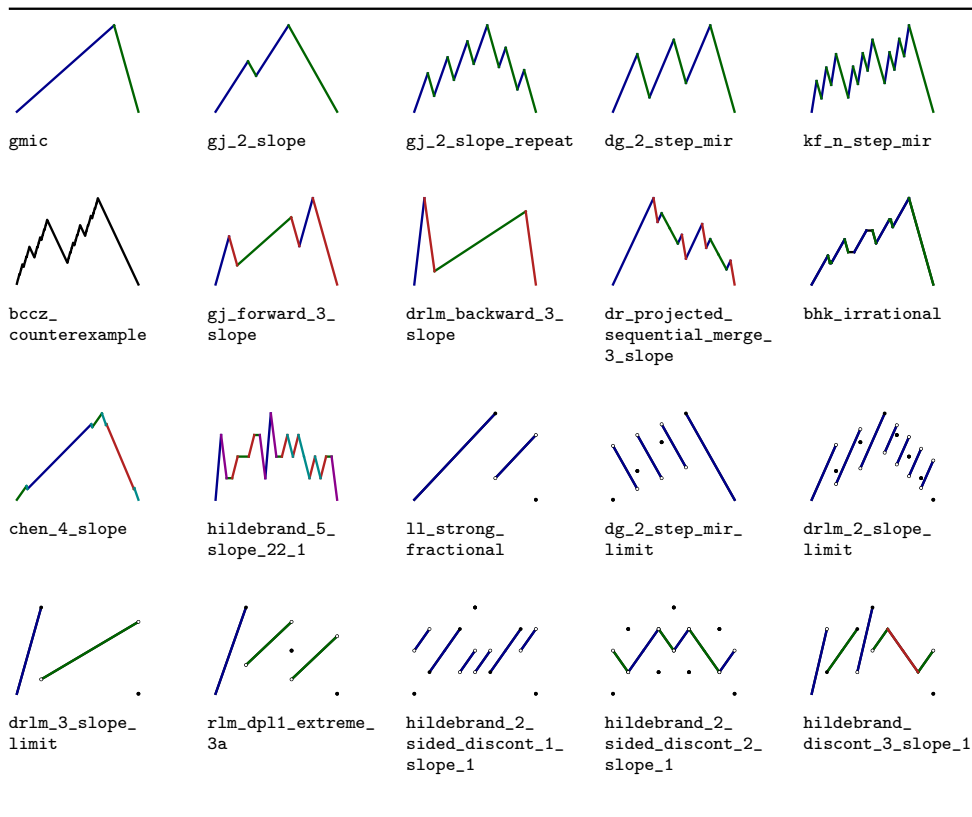 gmic
gj_2_slope
gj_2_slope_repeat
dg_2_step_mir
kf_n_step_mir
bccz_
counterexample
gj_forward_3_
slope
drlm_backward_3_
slope
dr_projected_
sequential_merge_
3_slope
bhk_irrational
chen_4_slope
hildebrand_5_
slope_22_1
ll_strong_
fractional
dg_2_step_mir_
limit
drlm_2_slope_
limit
drlm_3_slope_
limit
rlm_dpl1_extreme_
3a
hildebrand_2_
sided_discont_1_
slope_1
hildebrand_2_
sided_discont_2_
slope_1
hildebrand_
discont_3_slope_1